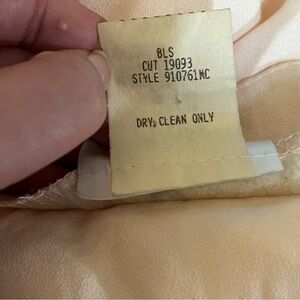 BLS
CUT 19093
STYLE 910761MC
DRY CLEAN ONLY